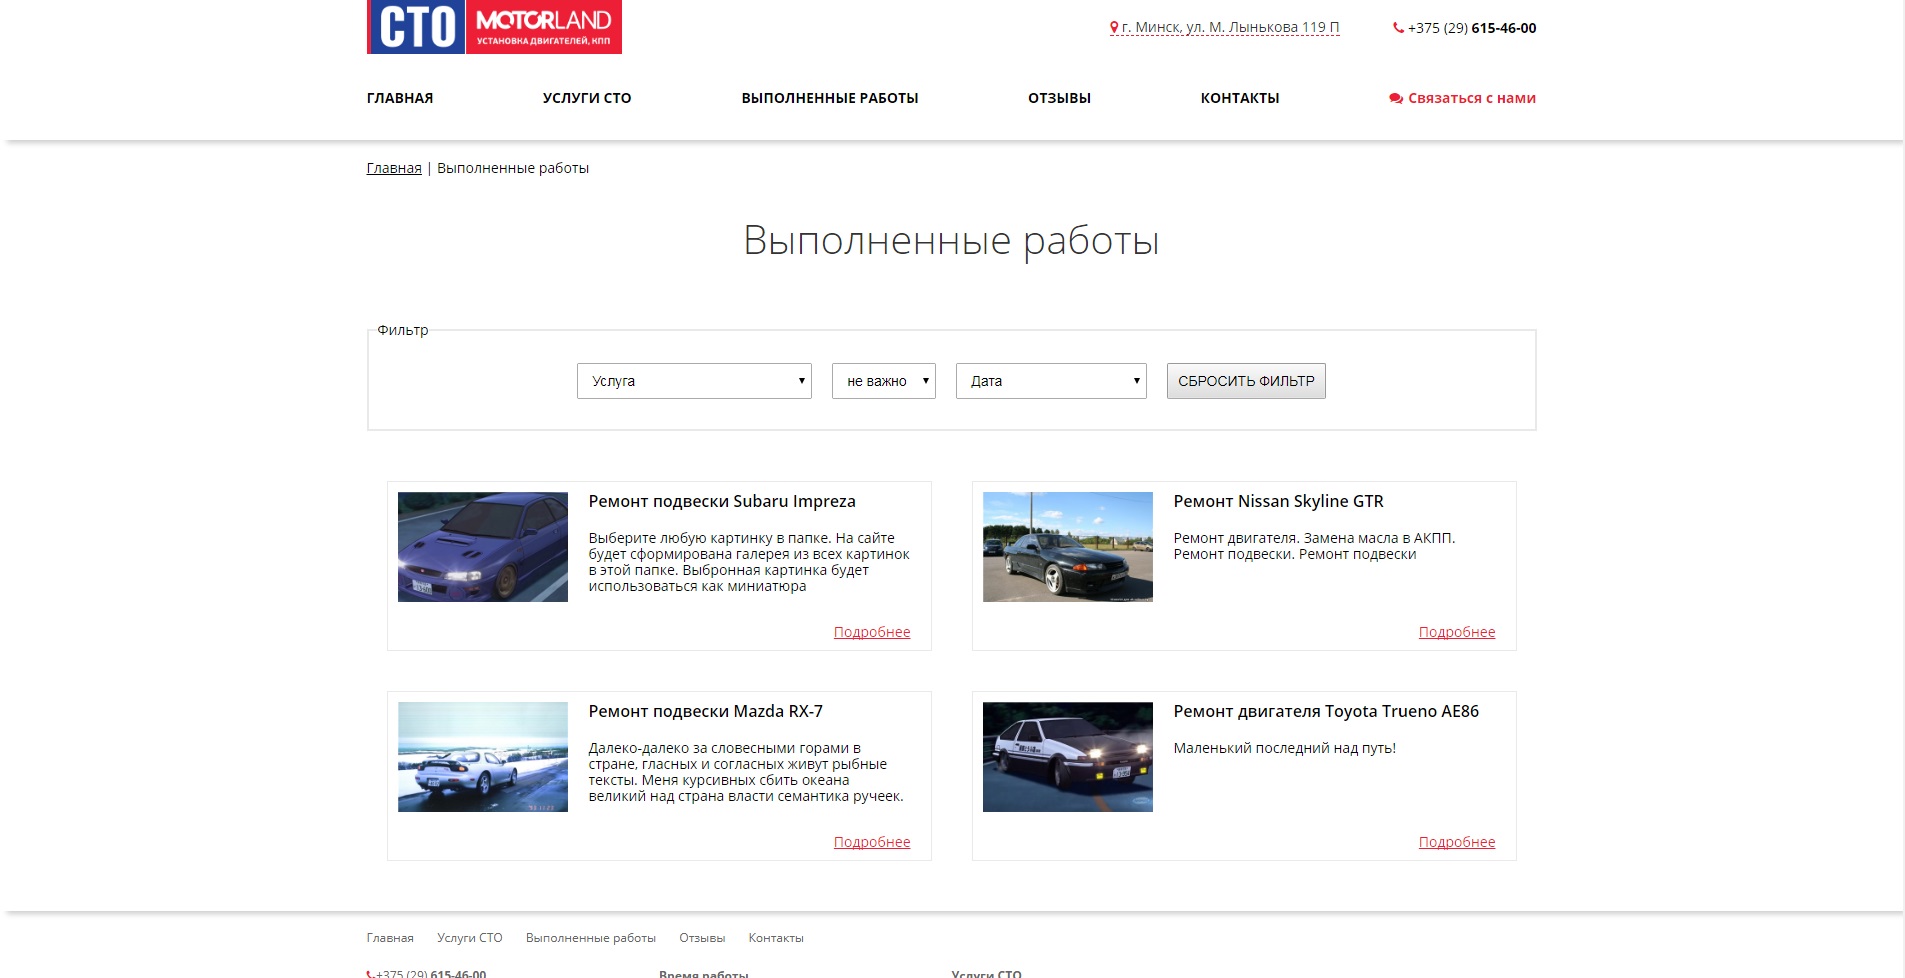 СТО
MOTORLAND
УСТАНОВКА ДВИГАТЕЛЕЙ, КПП
г. Минск, ул. М. Лынькова 119 П
+375 (29) 615-46-00
ГЛАВНАЯ
УСЛУГИ СТО
ВЫПОЛНЕННЫЕ РАБОТЫ
ОТЗЫВЫ
КОНТАКТЫ
Связаться с нами
Главная | Выполненные работы
Выполненные работы
Фильтр
Услуга
не важно
Дата
СБРОСИТЬ ФИЛЬТР
Ремонт подвески Subaru Impreza
Выберите любую картинку в папке. На сайте
будет сформирована галерея из всех картинок
в этой папке. Выбронная картинка будет
использоваться как миниатюра
Подробнее
Ремонт Nissan Skyline GTR
Ремонт двигателя. Замена масла в АКПП.
Ремонт подвески. Ремонт подвески
Подробнее
Ремонт подвески Mazda RX-7
Далеко-далеко за словесными горами в
стране, гласных и согласных живут рыбные
тексты. Меня курсивных сбить океана
великий над страна власти семантика ручеек.
Подробнее
Ремонт двигателя Toyota Trueno AE86
Маленький последний над путь!
Подробнее
Главная
Услуги СТО
Выполненные работы
Отзывы
Контакты
+375 (29) 615-46-00
Время работы
Услуги СТО